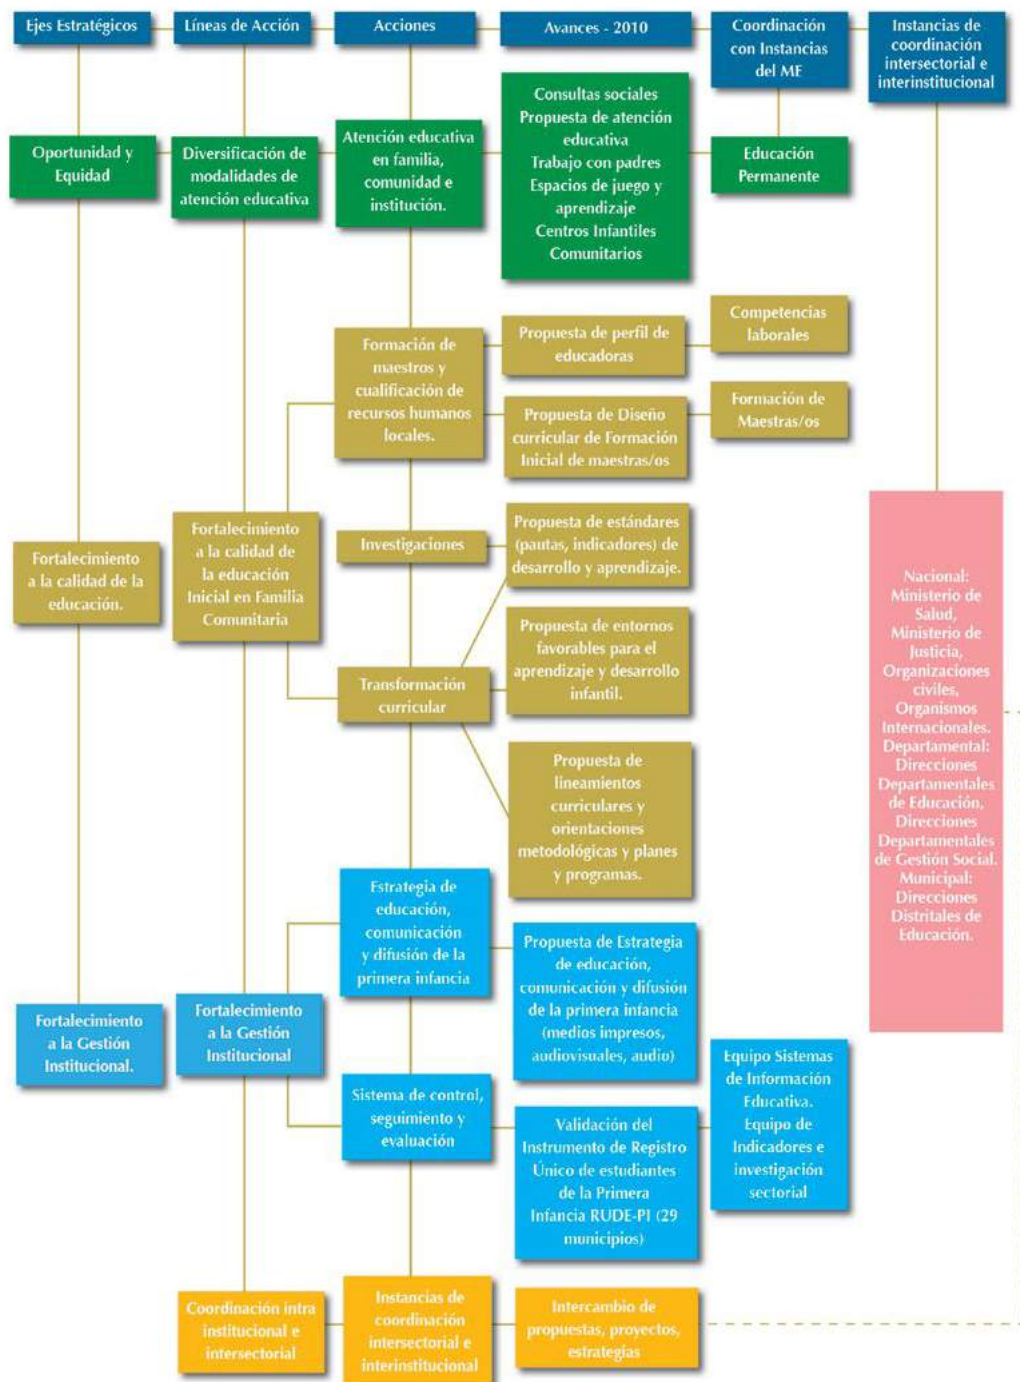 Ejes Estratégicos
Líneas de Acción
Acciones
Avances - 2010
Coordinación
con Instancias
del ME
Instancias de
coordinación
intersectorial e
interinstitucional
Oportunidad y
Equidad
Diversificación de
modalidades de
atención educativa
Atención educativa
en familia,
comunidad e
institución.
Consultas sociales
Propuesta de atención
educativa
Trabajo con padres
Espacios de juego y
aprendizaje
Centros Infantiles
Comunitarios
Educación
Permanente
Formación de
maestros y
cualificación de
recursos humanos
locales.
Propuesta de perfil de
educadoras
Competencias
laborales
Propuesta de Diseño
curricular de Formación
Inicial de maestras/os
Formación de
Maestras/os
Fortalecimiento
a la calidad de la
educación.
Fortalecimiento
a la calidad de
la educación
Inicial en Familia
Comunitaria
Investigaciones
Propuesta de estándares
(pautas, indicadores) de
desarrollo y aprendizaje.
Transformación
curricular
Propuesta de entornos
favorables para el
aprendizaje y desarrollo
infantil.
Propuesta de
lineamientos
curriculares y
orientaciones
metodológicas y planes
y programas.
Nacional:
Ministerio de
Salud,
Ministerio de
Justicia,
Organizaciones
civiles,
Organismos
Internacionales.
Departamental:
Direcciones
Departamentales
de Educación,
Direcciones
Departamentales
de Gestión Social.
Municipal:
Direcciones
Distritales de
Educación.
Fortalecimiento
a la Gestión
Institucional.
Fortalecimiento
a la Gestión
Institucional
Estrategia de
educación,
comunicación
y difusión de la
primera infancia
Propuesta de Estrategia
de educación,
comunicación y difusión
de la primera infancia
(medios impresos,
audiovisuales, audio)
Sistema de control,
seguimiento y
evaluación
Validación del
Instrumento de Registro
Único de estudiantes
de la Primera
Infancia RUDE-PI (29
municipios)
Equipo Sistemas
de Información
Educativa.
Equipo de
Indicadores e
investigación
sectorial
Coordinación intra
institucional e
intersectorial
Instancias de
coordinación
intersectorial e
interinstitucional
Intercambio de
propuestas, proyectos,
estrategias